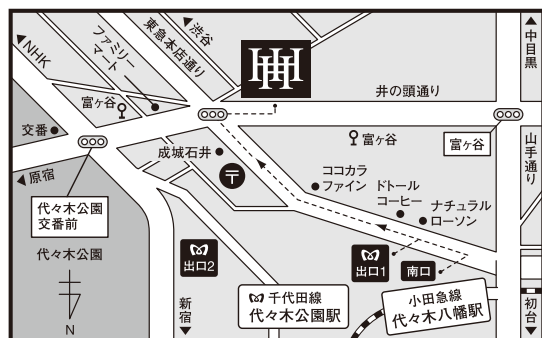 ◀NHK
ファミリー
マート
◀渋谷
東急本店通り
HH
▲中目黒
井の頭通り
富ヶ谷
交番
富ヶ谷
富ヶ谷
山手通り
成城石井
〒
◀原宿
ココカラ
ファイン
ドトール
コーヒー
ナチュラル
ローソン
代々木公園
交番前
代々木公園
出口2
出口1
南口
N
新宿▼
千代田線
代々木公園駅
小田急線
代々木八幡駅
初台▼